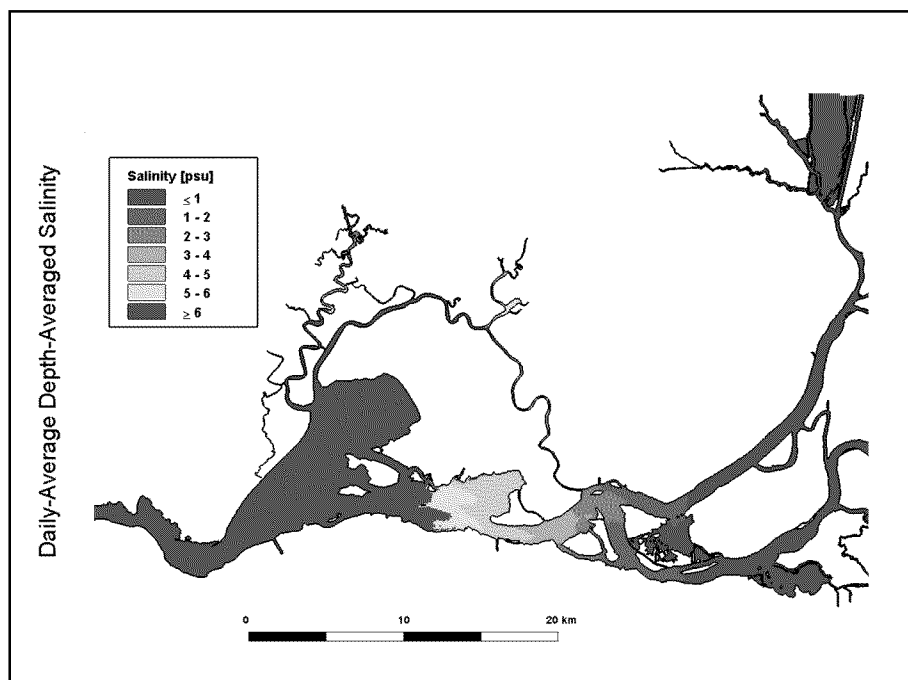 Daily-Average Depth-Averaged Salinity
Salinity [psu]
≤ 1
1 - 2
2 - 3
3 - 4
4 - 5
5 - 6
≥ 6
0 10 20 km